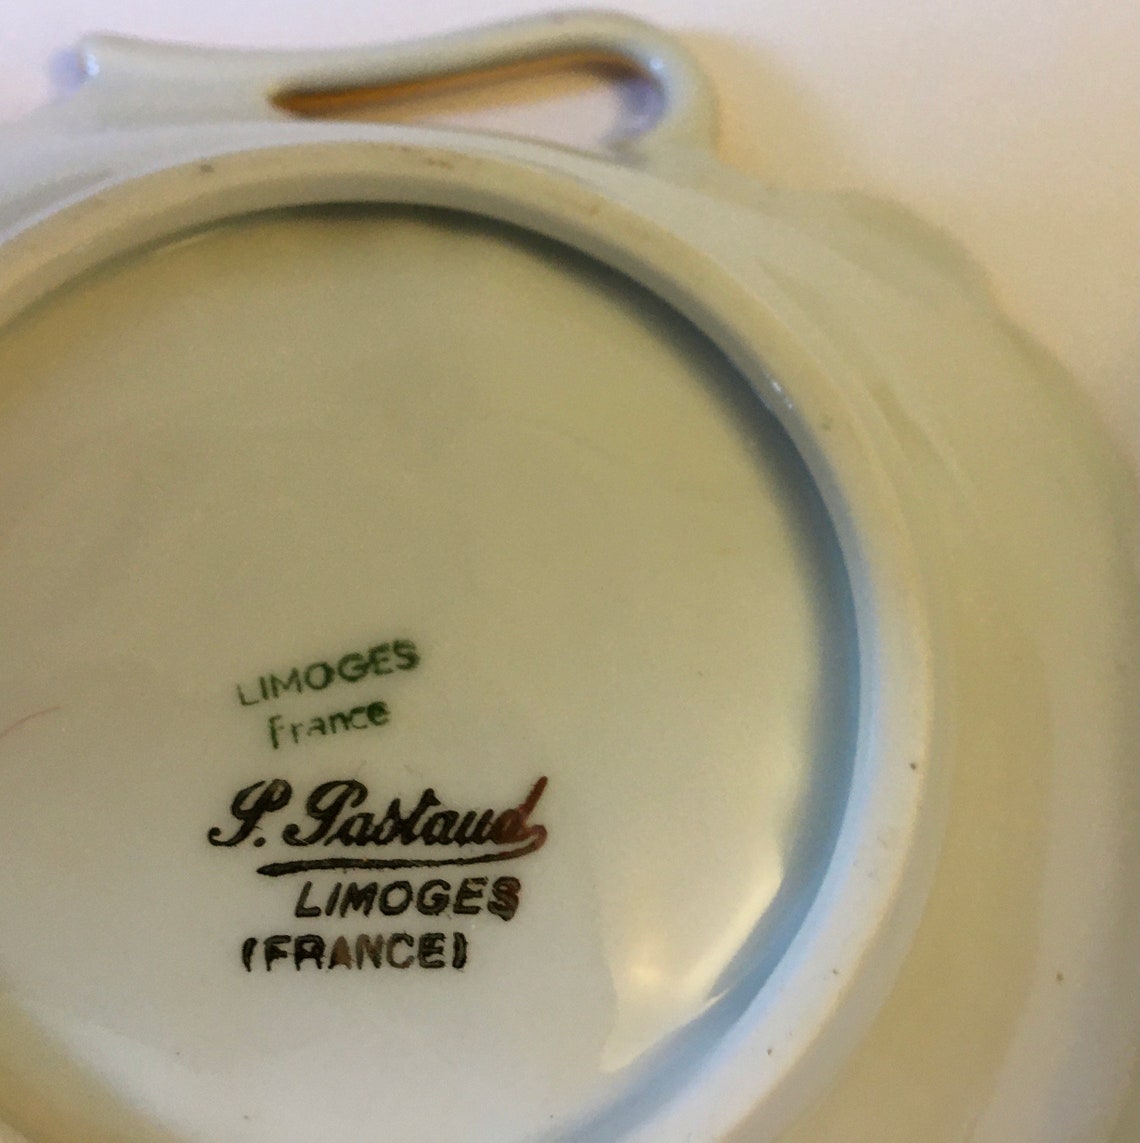 LIMOGES
France
P. Pastaud
LIMOGES
(FRANCE)